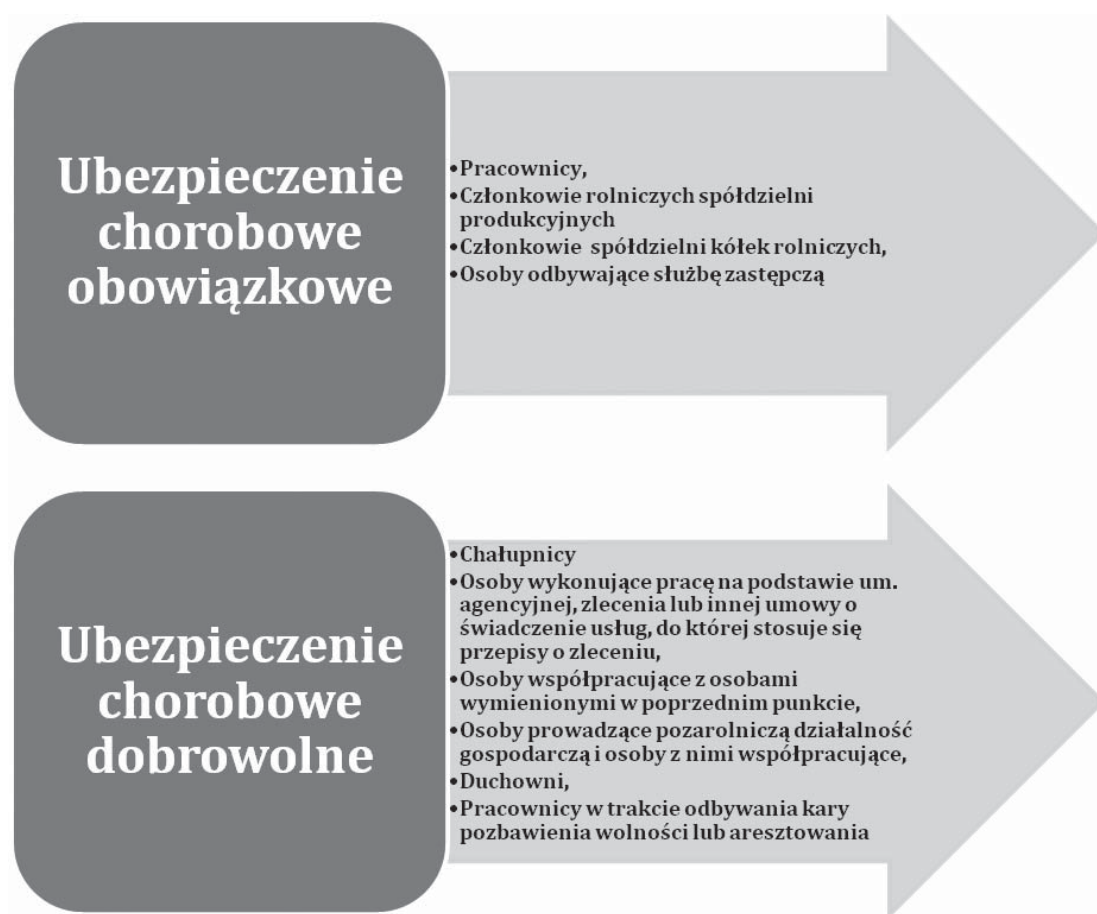 Ubezpieczenie
chorobowe
obowiązkowe
•Pracownicy,
•Członkowie rolniczych spółdzielni
produkcyjnych
•Członkowie spółdzielni kółek rolniczych,
•Osoby odbywające służbę zastępczą
Ubezpieczenie
chorobowe
dobrowolne
•Chałupnicy
•Osoby wykonujące pracę na podstawie um.
agencyjnej, zlecenia lub innej umowy o
świadczenie usług, do której stosuje się
przepisy o zleceniu,
•Osoby współpracujące z osobami
wymienionymi w poprzednim punkcie,
•Osoby prowadzące pozarolniczą działalność
gospodarczą i osoby z nimi współpracujące,
•Duchowni,
•Pracownicy w trakcie odbywania kary
pozbawienia wolności lub aresztowania